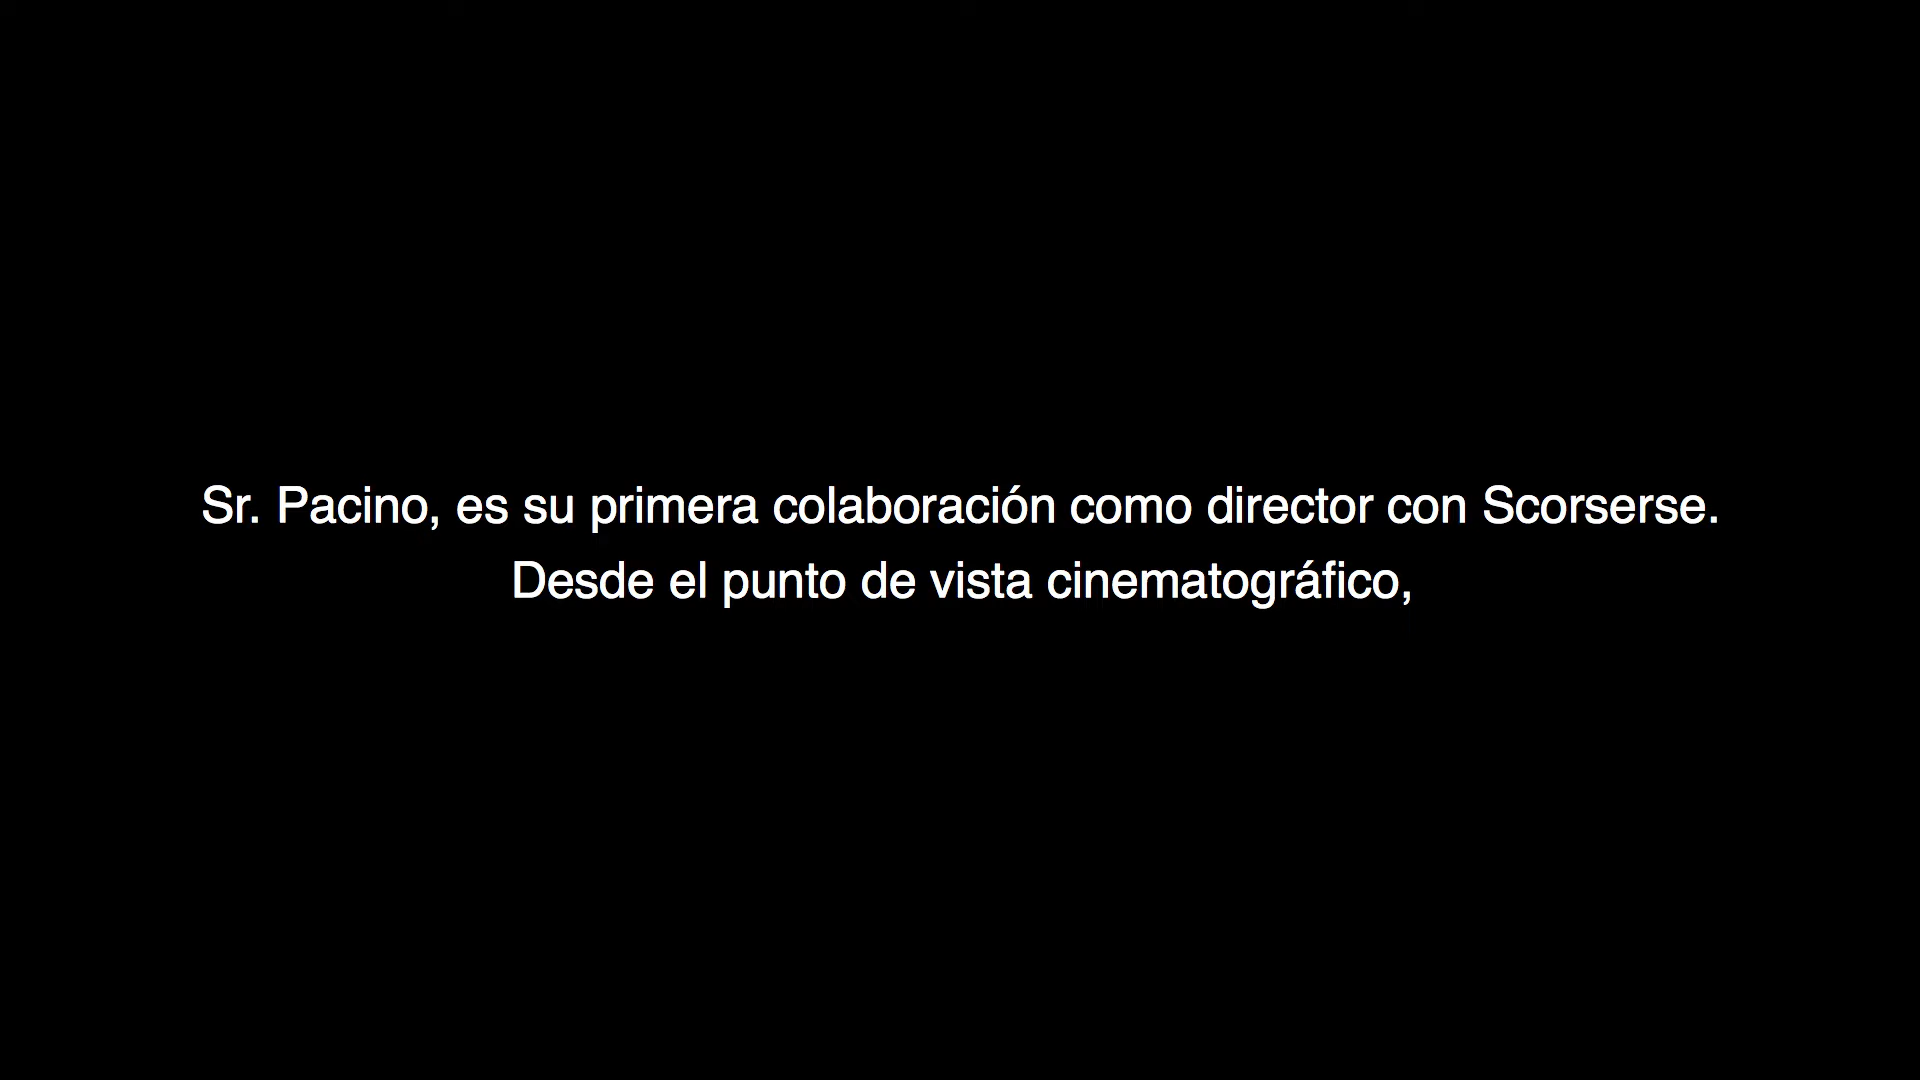 Sr. Pacino, es su primera colaboración como director con Scorserse.
Desde el punto de vista cinematográfico,